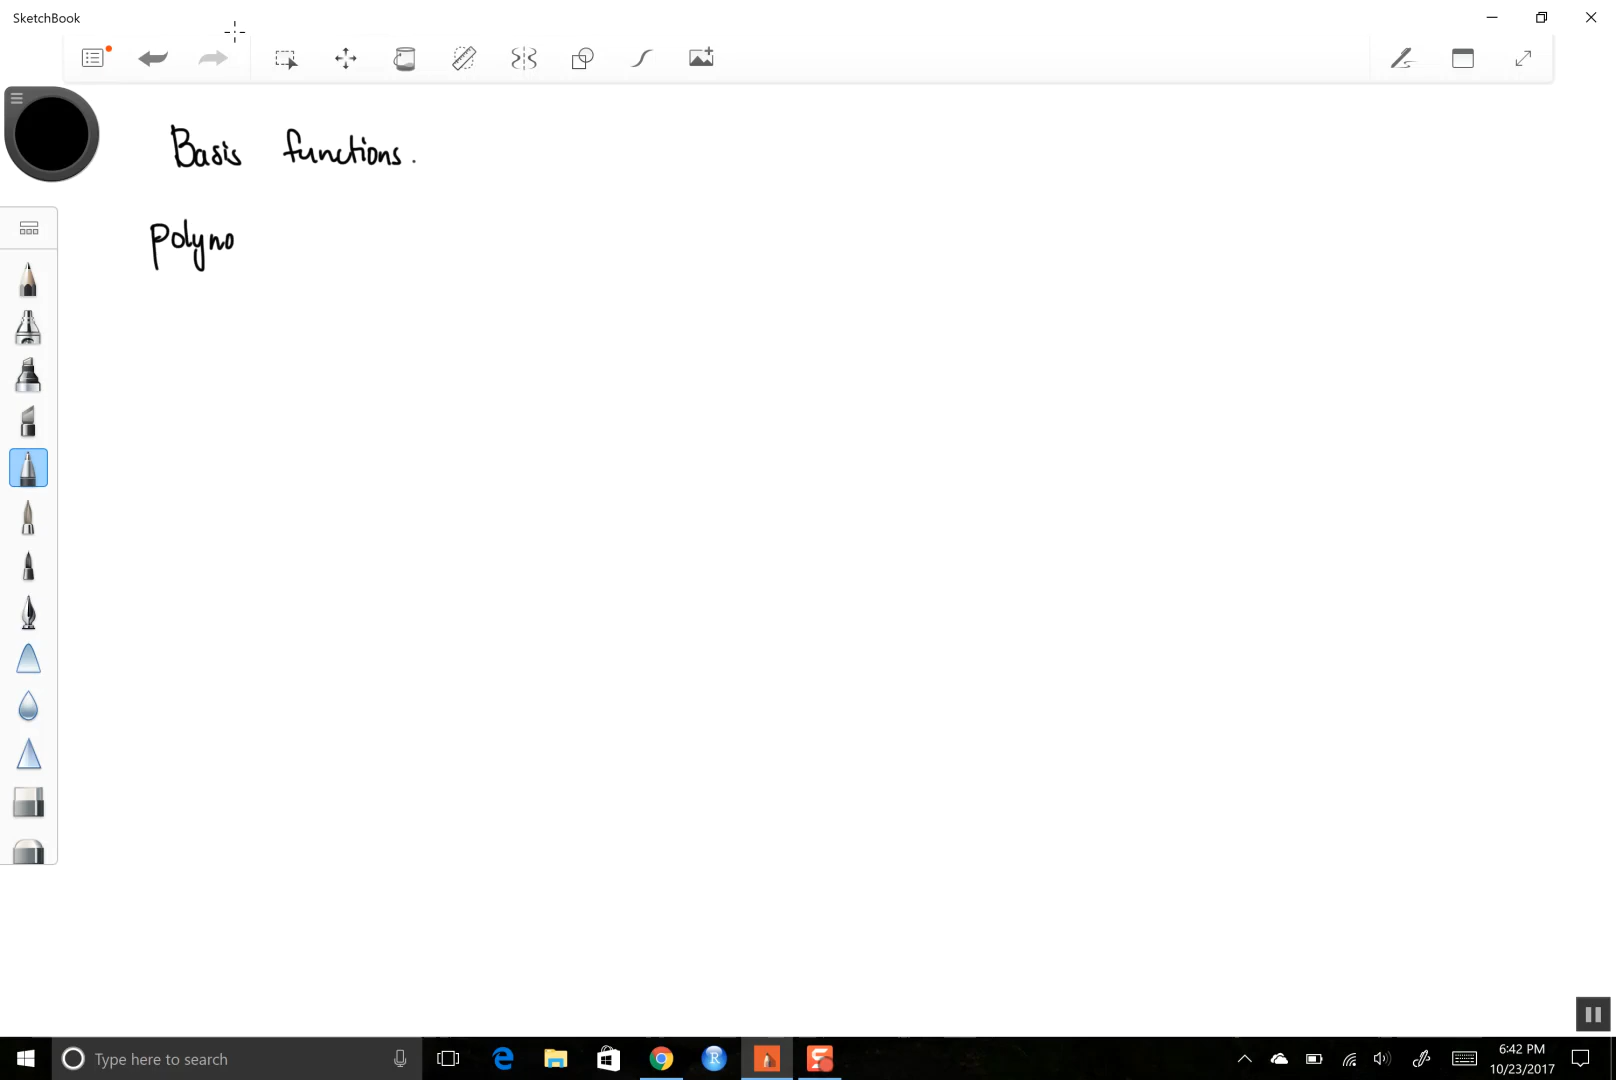 SketchBook
Basis functions.
Polyno
Type here to search
6:42 PM
10/23/2017